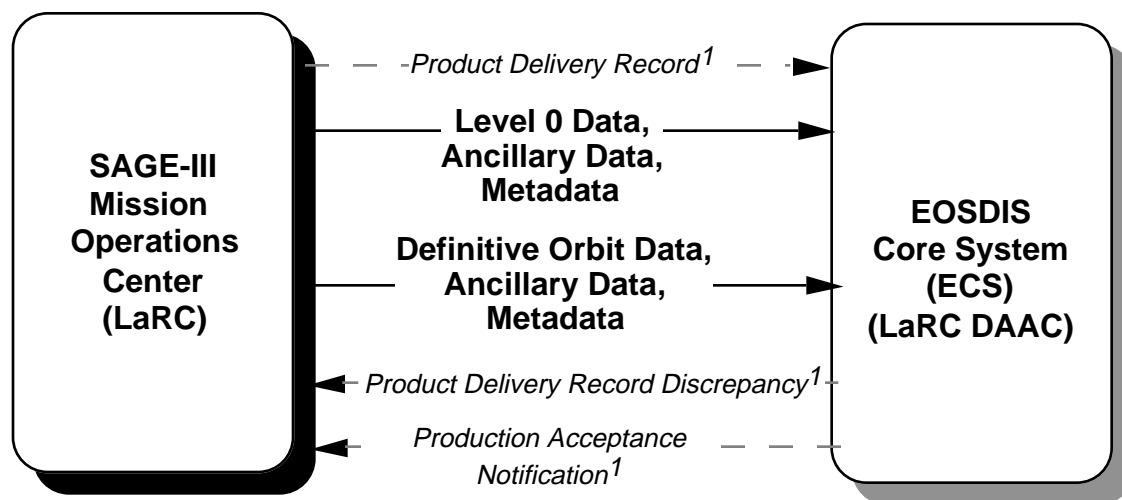 SAGE-III
Mission
Operations
Center
(LaRC)
Product Delivery Record1
Level 0 Data,
Ancillary Data,
Metadata
Definitive Orbit Data,
Ancillary Data,
Metadata
Product Delivery Record Discrepancy1
Production Acceptance
Notification1
EOSDIS
Core System
(ECS)
(LaRC DAAC)